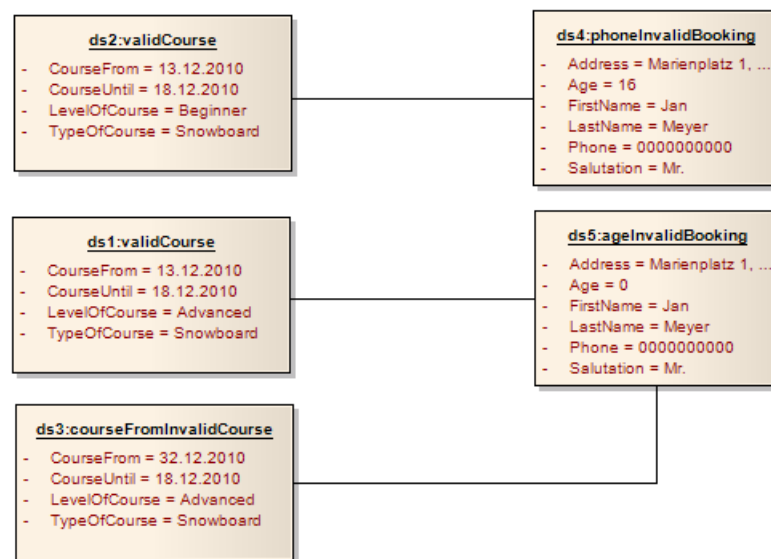 ds2:validCourse
- CourseFrom = 13.12.2010
- CourseUntil = 18.12.2010
- LevelOfCourse = Beginner
- TypeOfCourse = Snowboard
ds4:phoneInvalidBooking
- Address = Marienplatz 1, ...
- Age = 16
- FirstName = Jan
- LastName = Meyer
- Phone = 0000000000
- Salutation = Mr.
ds1:validCourse
- CourseFrom = 13.12.2010
- CourseUntil = 18.12.2010
- LevelOfCourse = Advanced
- TypeOfCourse = Snowboard
ds5:ageInvalidBooking
- Address = Marienplatz 1, ...
- Age = 0
- FirstName = Jan
- LastName = Meyer
- Phone = 0000000000
- Salutation = Mr.
ds3:courseFromInvalidCourse
- CourseFrom = 32.12.2010
- CourseUntil = 18.12.2010
- LevelOfCourse = Advanced
- TypeOfCourse = Snowboard